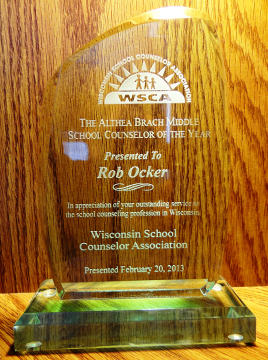 WISCONSIN SCHOOL COUNSELOR ASSOCIATION
WSCA
THE ALTHEA BRACH MIDDLE
SCHOOL COUNSELOR OF THE YEAR
Presented To
Rob Ocker
In appreciation of your outstanding service to
the school counseling profession in Wisconsin.
Wisconsin School
Counselor Association
Presented February 20, 2013